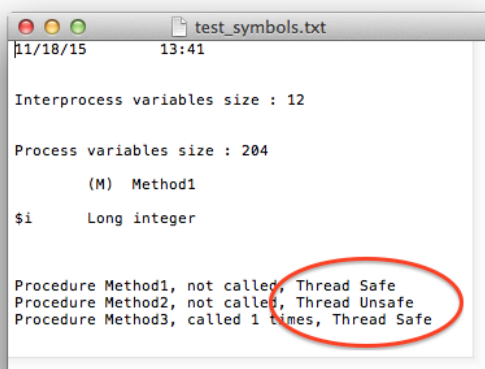 test_symbols.txt
11/18/15 13:41
Interprocess variables size : 12
Process variables size : 204
(M) Method1
$i Long integer
Procedure Method1, not called, Thread Safe
Procedure Method2, not called, Thread Unsafe
Procedure Method3, called 1 times, Thread Safe